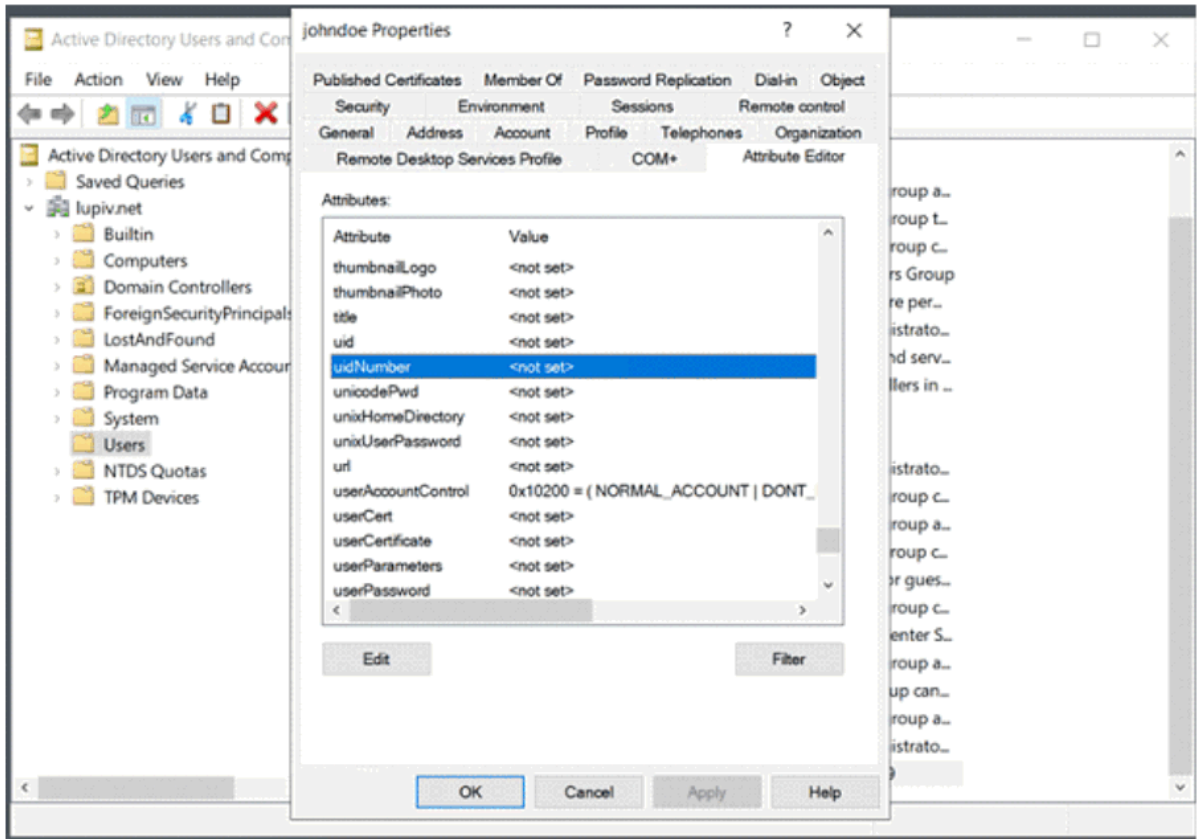 Active Directory Users and Con
File Action View Help
Active Directory Users and Comp
Saved Queries
lupiv.net
Builtin
Computers
Domain Controllers
ForeignSecurityPrincipals
LostAndFound
Managed Service Accour
Program Data
System
Users
NTDS Quotas
TPM Devices
johndoe Properties ?
Published Certificates Member Of Password Replication Dial-in Object
Security Environment Sessions Remote control
General Address Account Profile Telephones Organization
Remote Desktop Services Profile COM+ Attribute Editor
Attributes:
Attribute Value
thumbnailLogo <not set>
thumbnailPhoto <not set>
title <not set>
uid <not set>
uidNumber <not set>
unicodePwd <not set>
unixHomeDirectory <not set>
unixUserPassword <not set>
url <not set>
userAccountControl 0x10200 = ( NORMAL_ACCOUNT | DONT_
userCert <not set>
userCertificate <not set>
userParameters <not set>
userPassword <not set>
Edit Filter
OK Cancel Apply Help
roup a...
roup t...
roup c...
rs Group
re per...
istrato...
nd serv...
llers in ...
istrato...
roup c...
roup a...
roup c...
or gues...
roup c...
enter S...
roup a...
up can...
roup a...
istrato...